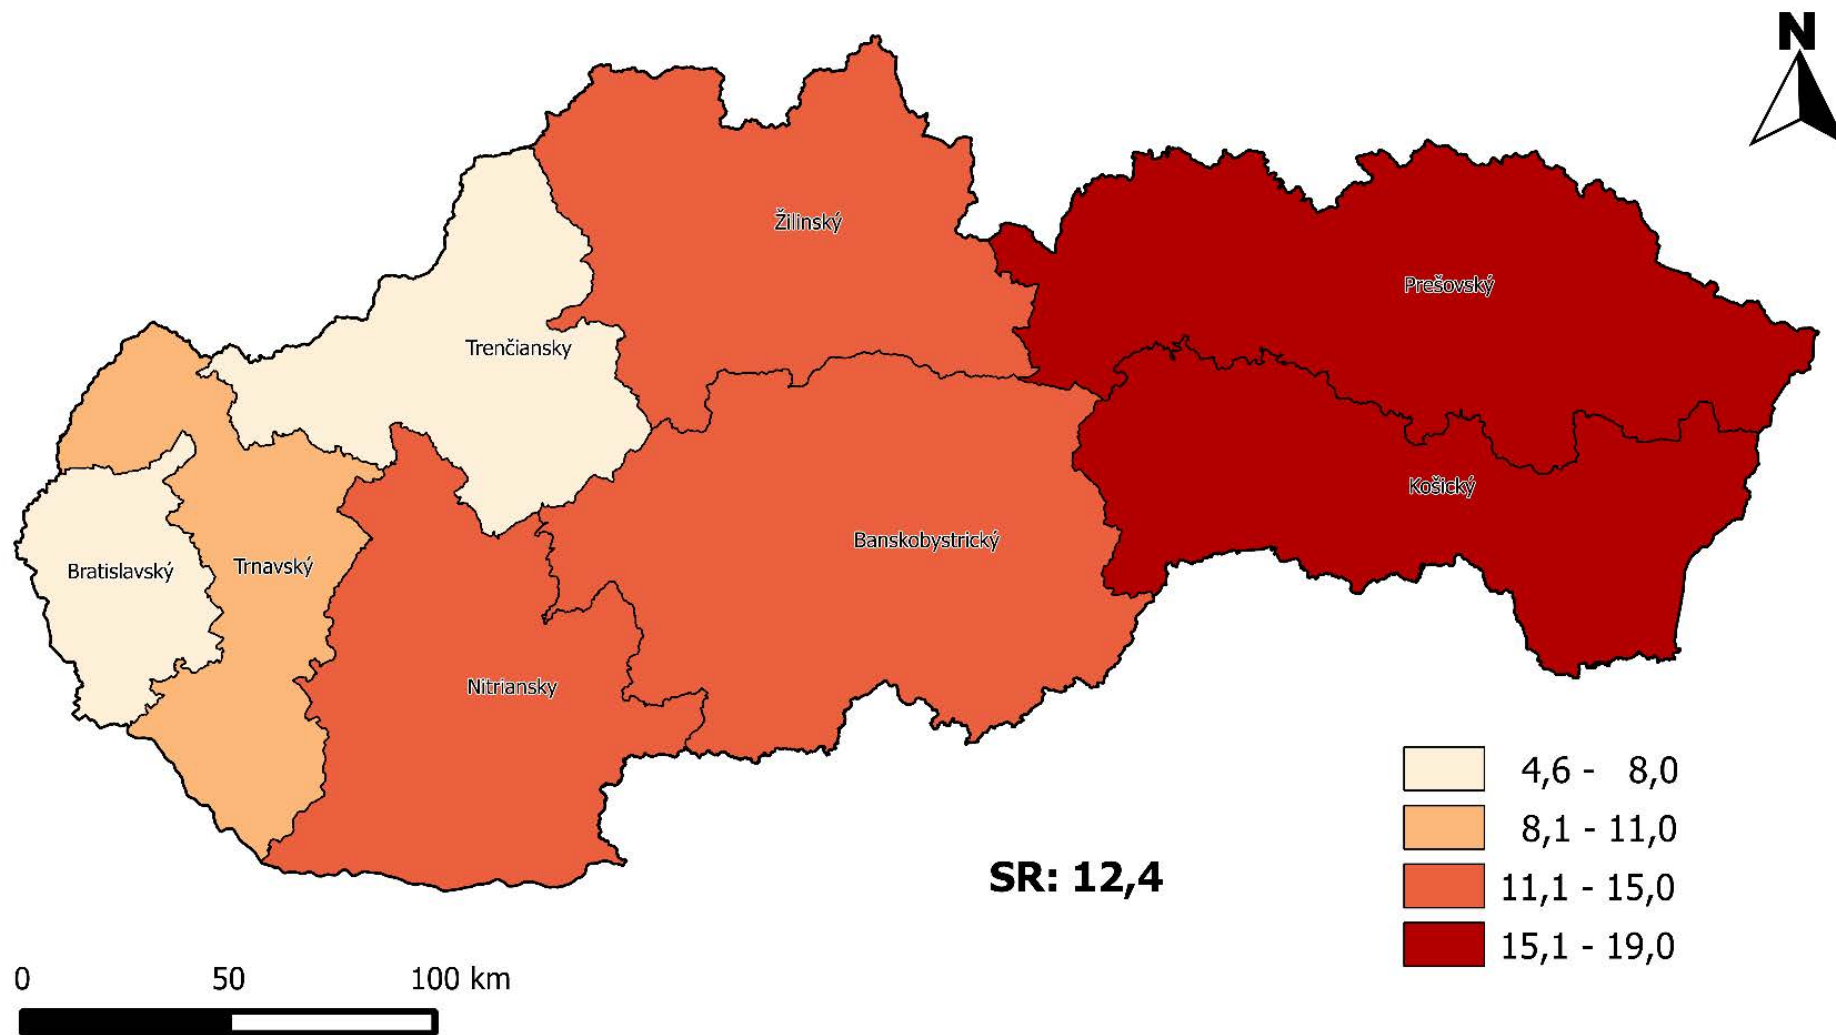 N
Žilinský
Prešovský
Trenčiansky
Košický
Banskobystrický
Bratislavský
Trnavský
Nitriansky
4,6 - 8,0
8,1 - 11,0
11,1 - 15,0
15,1 - 19,0
SR: 12,4
0 50 100 km